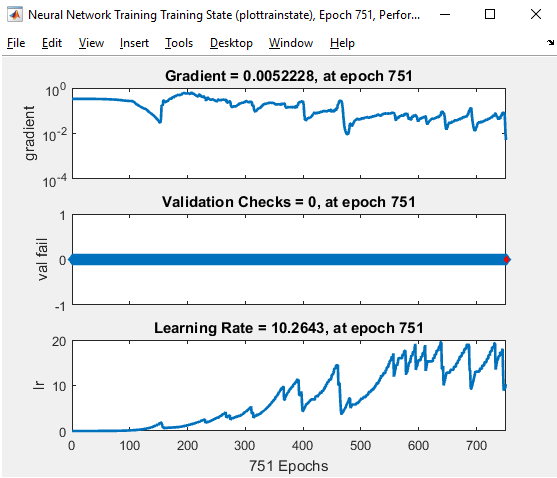 Neural Network Training Training State (plottrainstate), Epoch 751, Perfor...
File Edit View Insert Tools Desktop Window Help
Gradient = 0.0052228, at epoch 751
10^0
10^-2
10^-4
gradient
Validation Checks = 0, at epoch 751
1
0
-1
val fail
Learning Rate = 10.2643, at epoch 751
20
10
0
lr
0 100 200 300 400 500 600 700
751 Epochs